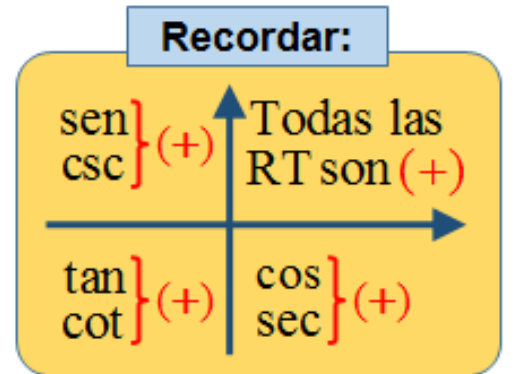 Recordar:
sen
csc
(+)
Todas las
RT son (+)
tan
cot
(+)
cos
sec
(+)